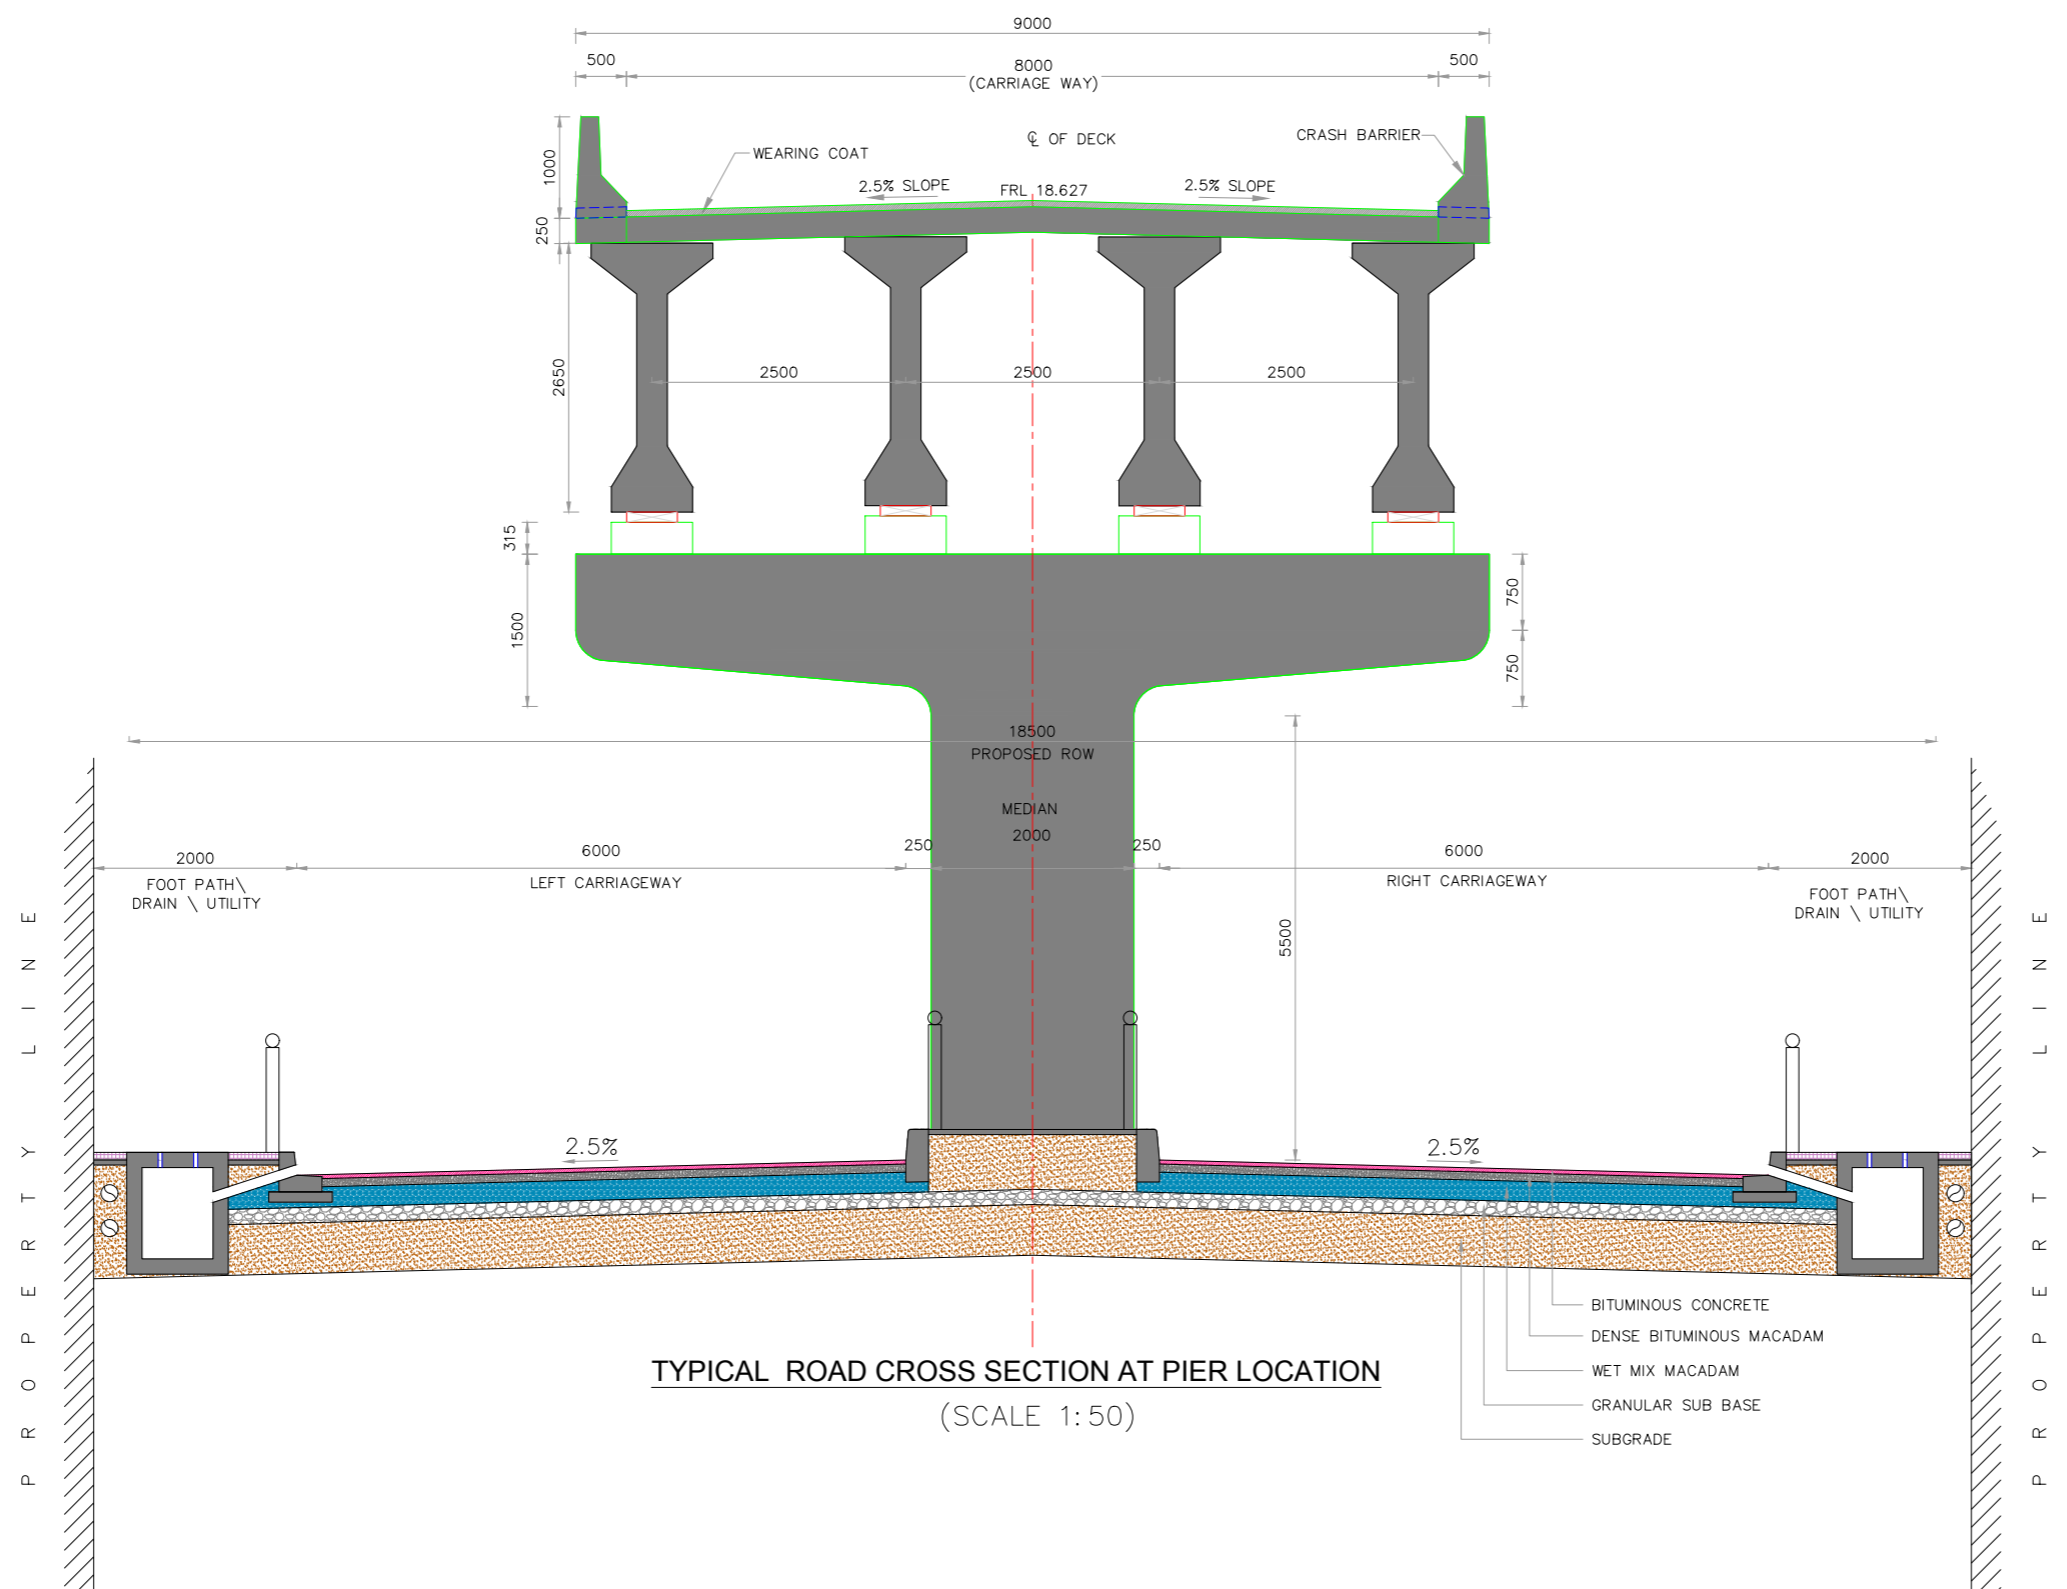 9000
500
8000
500
(CARRIAGE WAY)
℄ OF DECK
CRASH BARRIER
WEARING COAT
1000
2.5% SLOPE
FRL 18.627
2.5% SLOPE
250
2650
2500
2500
2500
315
1500
750
750
18500
PROPOSED ROW
MEDIAN
2000
250
250
2000
6000
6000
2000
FOOT PATH\
DRAIN \ UTILITY
LEFT CARRIAGEWAY
RIGHT CARRIAGEWAY
FOOT PATH\
DRAIN \ UTILITY
5500
PROPERTY LINE
PROPERTY LINE
2.5%
2.5%
BITUMINOUS CONCRETE
DENSE BITUMINOUS MACADAM
WET MIX MACADAM
GRANULAR SUB BASE
SUBGRADE
TYPICAL ROAD CROSS SECTION AT PIER LOCATION
(SCALE 1:50)